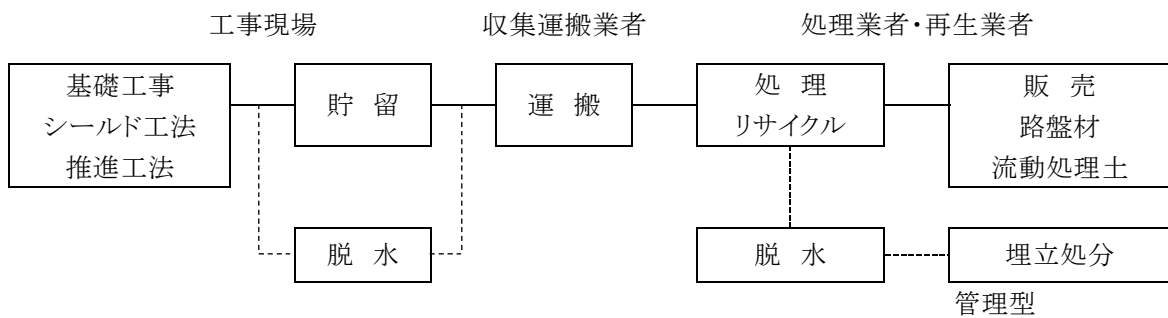 工事現場
収集運搬業者
処理業者・再生業者
基礎工事
シールド工法
推進工法
貯 留
運 搬
処 理
リサイクル
販 売
路盤材
流動処理土
脱 水
脱 水
埋立処分
管理型